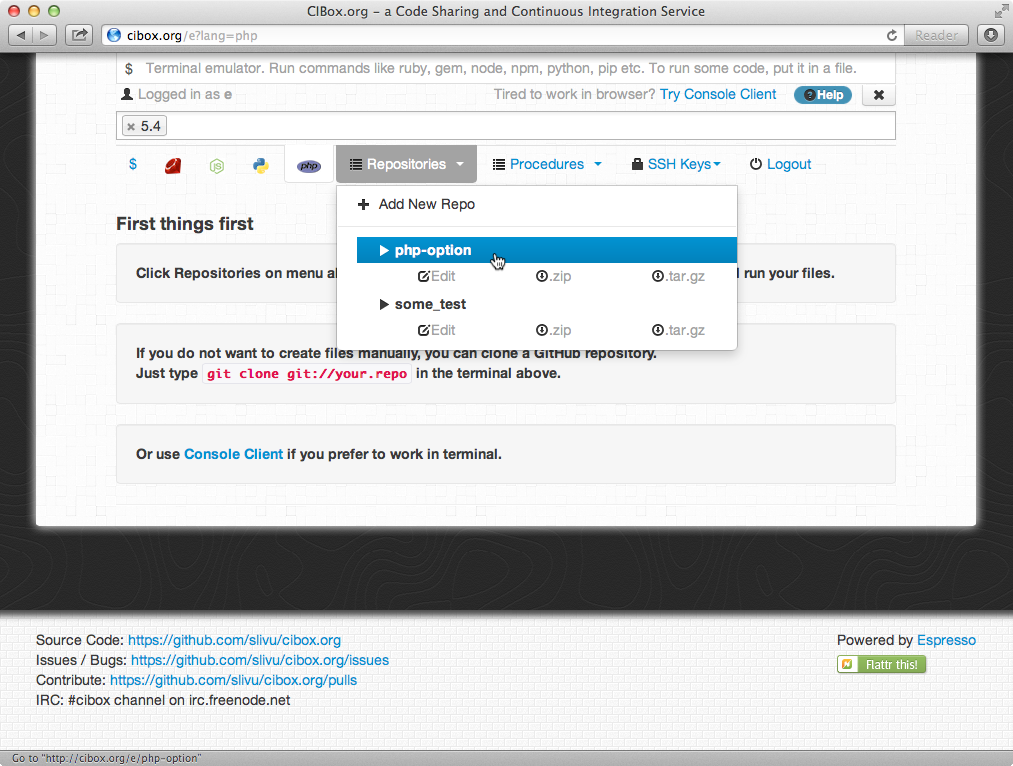 CIBox.org – a Code Sharing and Continuous Integration Service
cibox.org/e?lang=php
Reader
$ Terminal emulator. Run commands like ruby, gem, node, npm, python, pip etc. To run some code, put it in a file.
Logged in as e
Tired to work in browser? Try Console Client
?Help
✖
× 5.4
$
php
Repositories
Procedures
SSH Keys
Logout
+ Add New Repo
First things first
php-option
Click Repositories on menu a
run your files.
Edit .zip .tar.gz
some_test
Edit .zip .tar.gz
If you do not want to create files manually, you can clone a GitHub repository.
Just type git clone git://your.repo in the terminal above.
Or use Console Client if you prefer to work in terminal.
Source Code: https://github.com/slivu/cibox.org
Issues / Bugs: https://github.com/slivu/cibox.org/issues
Contribute: https://github.com/slivu/cibox.org/pulls
IRC: #cibox channel on irc.freenode.net
Powered by Espresso
Flattr this!
Go to "http://cibox.org/e/php-option"